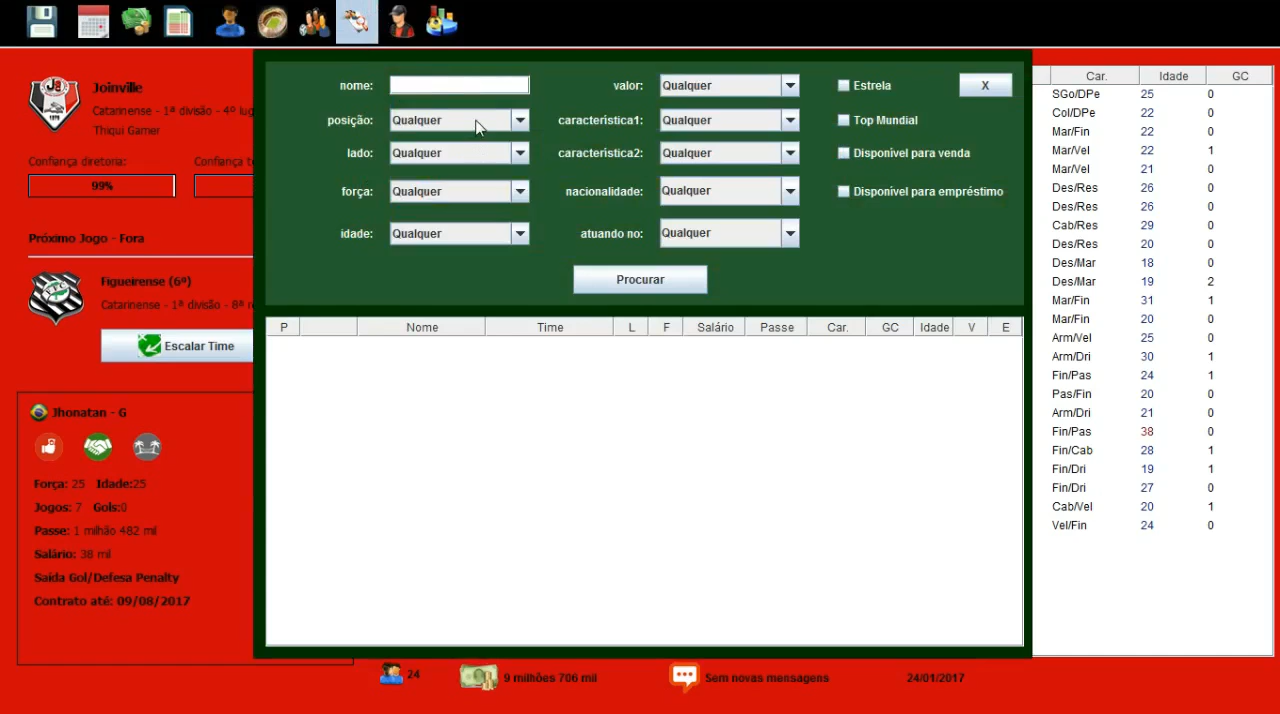 Joinville
Catarinense - 1ª divisão - 4º lug
Thiqui Gamer
Confiança diretoria:
Confiança t
99%
Próximo Jogo - Fora
Figueirense (6º)
Catarinense - 1ª divisão - 8ª r
Escalar Time
Jhonatan - G
Força: 25 Idade:25
Jogos: 7 Gols:0
Passe: 1 milhão 482 mil
Salário: 38 mil
Saída Gol/Defesa Penalty
Contrato até: 09/08/2017
nome:
valor: Qualquer
Estrela
X
posição: Qualquer
caracteristica1: Qualquer
Top Mundial
lado: Qualquer
caracteristica2: Qualquer
Disponivel para venda
força: Qualquer
nacionalidade: Qualquer
Disponível para empréstimo
idade: Qualquer
atuando no: Qualquer
Procurar
P Nome Time L F Salário Passe Car. GC Idade V E
Car. Idade GC
SGo/DPe 25 0
Col/DPe 22 0
Mar/Fin 22 0
Mar/Vel 22 1
Mar/Vel 21 0
Des/Res 26 0
Des/Res 26 0
Cab/Res 29 0
Des/Res 20 0
Des/Mar 18 0
Des/Mar 19 2
Mar/Fin 31 1
Mar/Fin 20 0
Arm/Vel 25 0
Arm/Dri 30 1
Fin/Pas 24 1
Pas/Fin 20 0
Arm/Dri 21 0
Fin/Pas 38 0
Fin/Cab 28 1
Fin/Dri 19 1
Fin/Dri 27 0
Cab/Vel 20 1
Vel/Fin 24 0
24
9 milhões 706 mil
Sem novas mensagens
24/01/2017